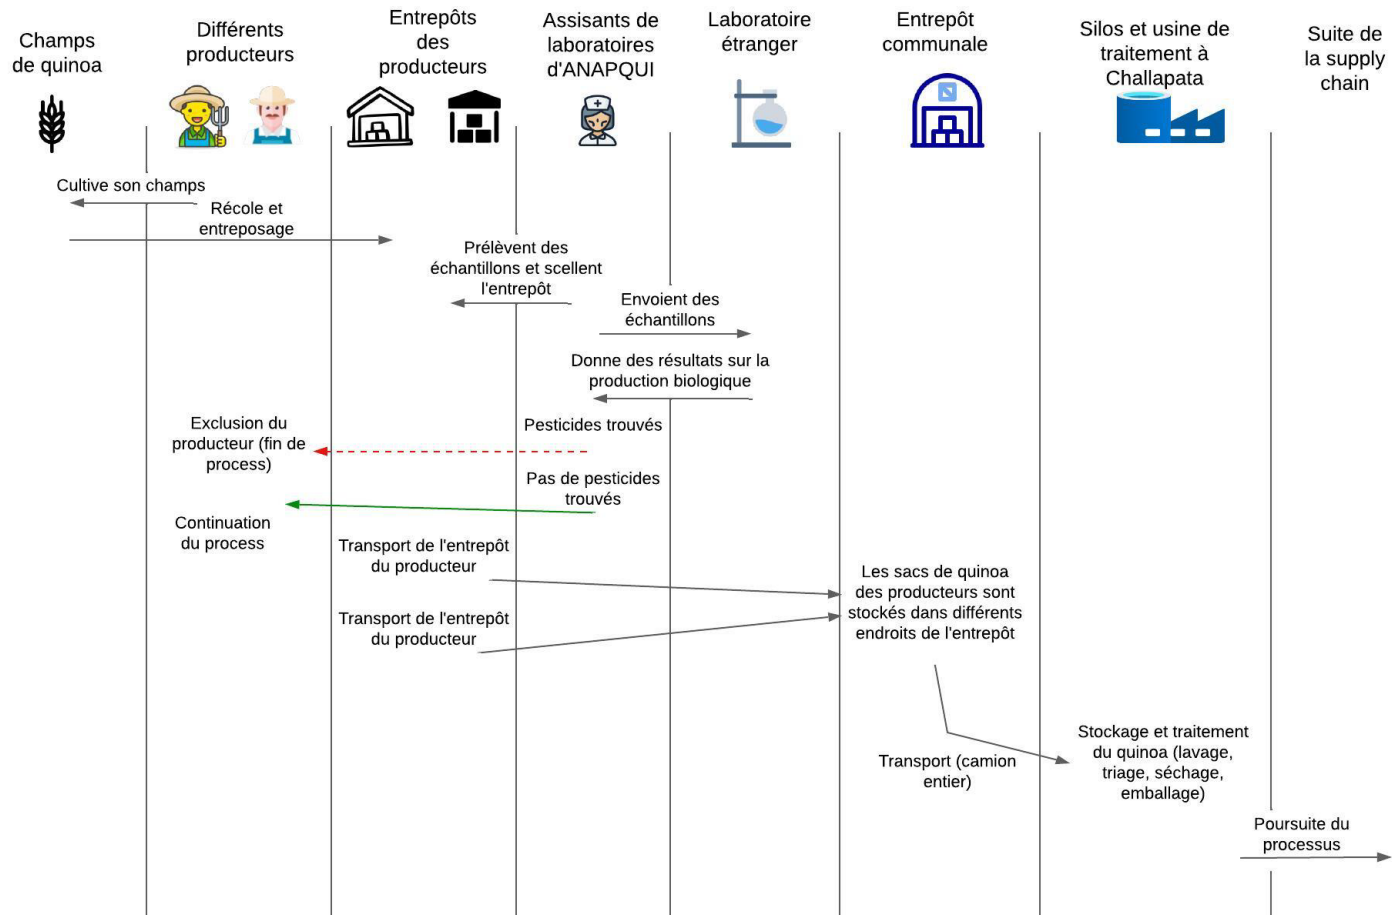 Champs
de quinoa
Différents
producteurs
Entrepôts
des
producteurs
Assisants de
laboratoires
d'ANAPQUI
Laboratoire
étranger
Entrepôt
communale
Silos et usine de
traitement à
Challapata
Suite de
la supply
chain
Cultive son champs
Récole et
entreposage
Prélèvent des
échantillons et scellent
l'entrepôt
Envoient des
échantillons
Donne des résultats sur la
production biologique
Exclusion du
producteur (fin de
process)
Pesticides trouvés
Pas de pesticides
trouvés
Continuation
du process
Transport de l'entrepôt
du producteur
Transport de l'entrepôt
du producteur
Les sacs de quinoa
des producteurs sont
stockés dans différents
endroits de l'entrepôt
Transport (camion
entier)
Stockage et traitement
du quinoa (lavage,
triage, séchage,
emballage)
Poursuite du
processus